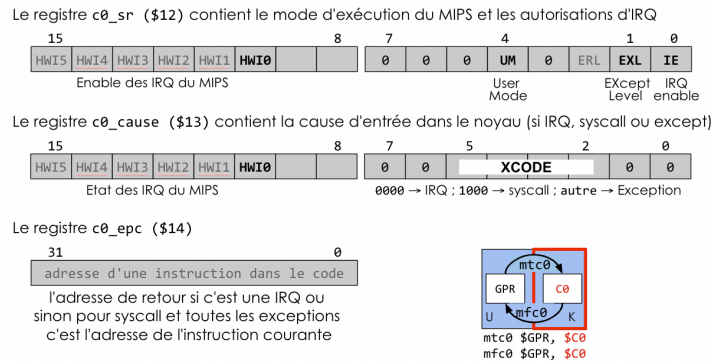 Le registre c0_sr ($12) contient le mode d'exécution du MIPS et les autorisations d'IRQ
15 8 7 4 1 0
HWI5 HWI4 HWI3 HWI2 HWI1 HWI0 0 0 0 UM 0 ERL EXL IE
Enable des IRQ du MIPS User Mode EXcept Level IRQ enable
Le registre c0_cause ($13) contient la cause d'entrée dans le noyau (si IRQ, syscall ou except)
15 8 7 5 2 0
HWI5 HWI4 HWI3 HWI2 HWI1 HWI0 0 0 XCODE 0 0
Etat des IRQ du MIPS 0000 → IRQ ; 1000 → syscall ; autre → Exception
Le registre c0_epc ($14)
31 0
adresse d'une instruction dans le code
l'adresse de retour si c'est une IRQ ou
sinon pour syscall et toutes les exceptions
c'est l'adresse de l'instruction courante
mtc0
GPR C0
U mfc0 K
mtc0 $GPR, $C0
mfc0 $GPR, $C0